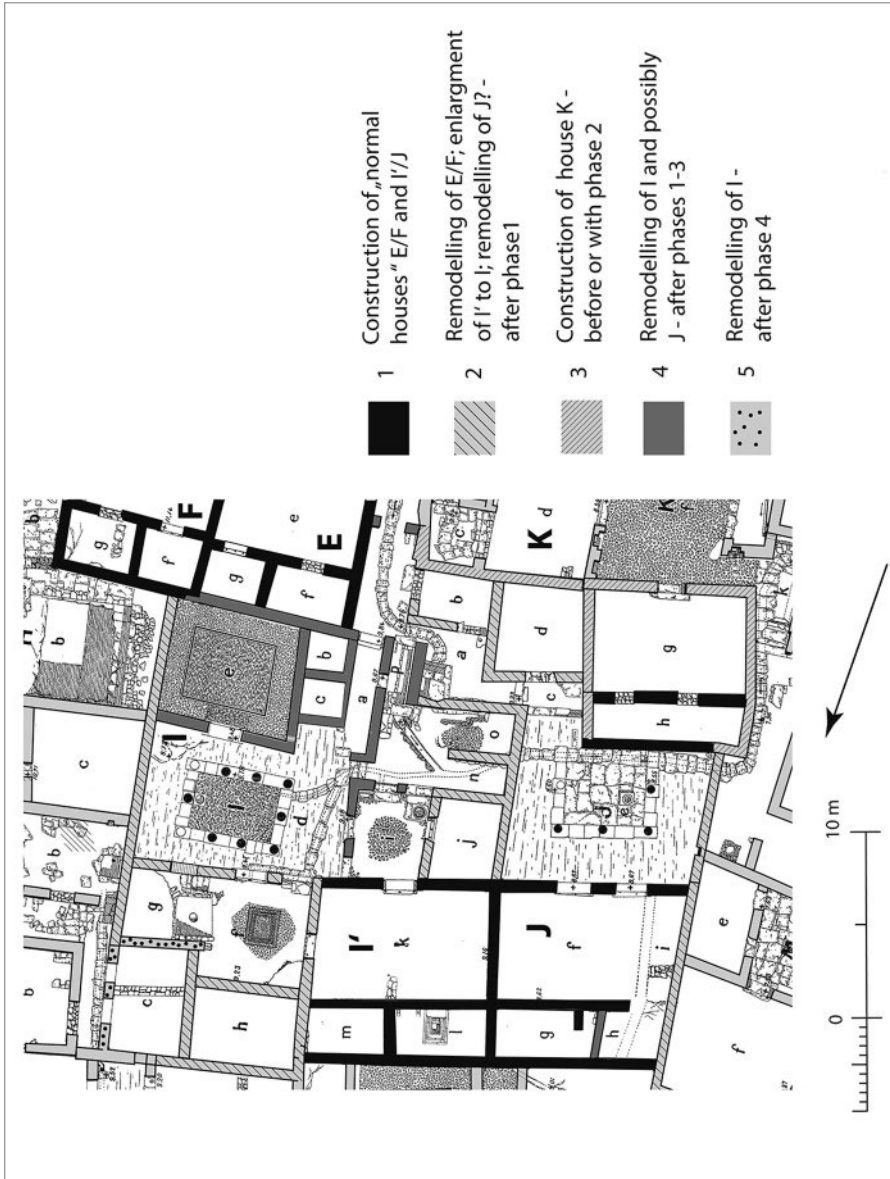 b
c
b
b
H
b
g
F
f
g
e
f
E
c
h
g
I
d
I
e
c
b
a
p
c
b
K
d
m
I'
k
i
j
n
o
a
c
d
l
g
J
f
J
e
h
g
K
f
h
i
e
f
k
0
10 m
1
Construction of „normal
houses“ E/F and I'/J
2
Remodelling of E/F; enlargment
of I' to I; remodelling of J? -
after phase1
3
Construction of house K -
before or with phase 2
4
Remodelling of I and possibly
J - after phases 1-3
5
Remodelling of I -
after phase 4